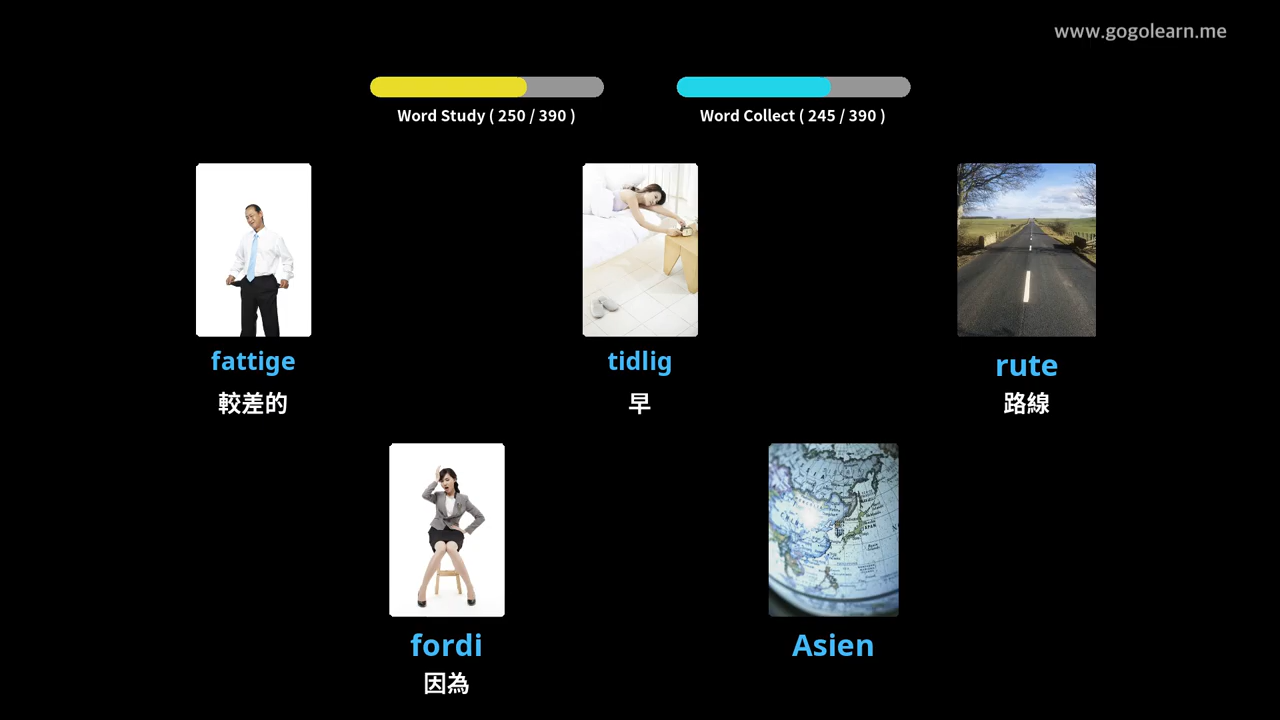 www.gogolearn.me
Word Study ( 250 / 390 )
Word Collect ( 245 / 390 )
fattige
較差的
tidlig
早
rute
路線
fordi
因為
Asien